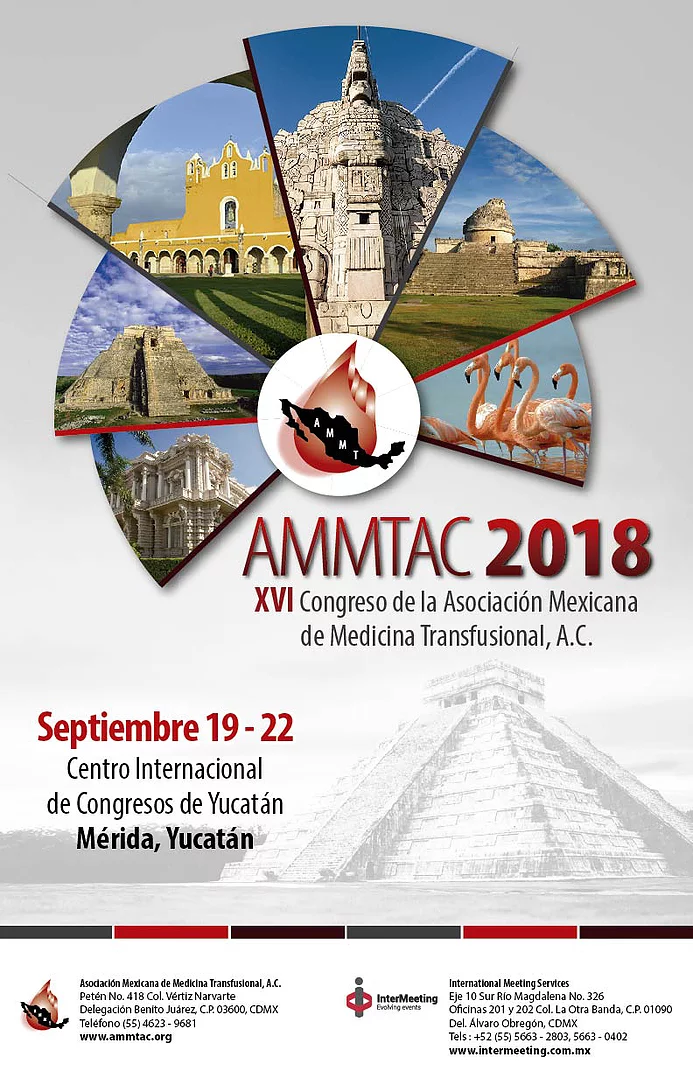 AMMT
AMMTAC 2018
XVI Congreso de la Asociación Mexicana
de Medicina Transfusional, A.C.
Septiembre 19 - 22
Centro Internacional
de Congresos de Yucatán
Mérida, Yucatán
Asociación Mexicana de Medicina Transfusional, A.C.
Petén No. 418 Col. Vértiz Narvarte
Delegación Benito Juárez, C.P. 03600, CDMX
Teléfono (55) 4623 - 9681
www.ammtac.org
InterMeeting
Evolving events
International Meeting Services
Eje 10 Sur Río Magdalena No. 326
Oficinas 201 y 202 Col. La Otra Banda, C.P. 01090
Del. Álvaro Obregón, CDMX
Tels : +52 (55) 5663 - 2803, 5663 - 0402
www.intermeeting.com.mx